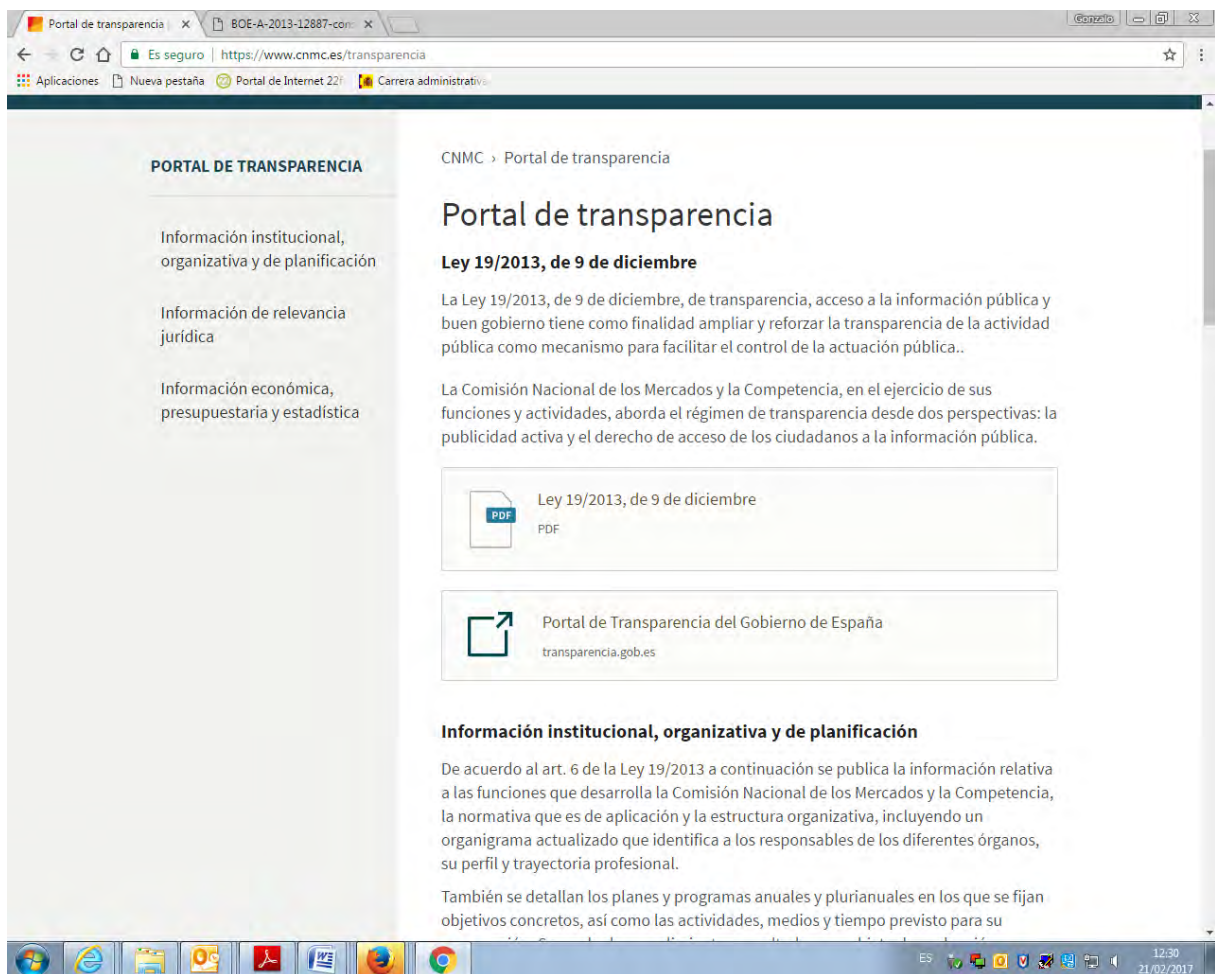 Portal de transparencia
BOE-A-2013-12887-con
Gonzalo
Es seguro | https://www.cnmc.es/transparencia
Aplicaciones Nueva pestaña Portal de Internet 22 Carrera administrativa
PORTAL DE TRANSPARENCIA
Información institucional,
organizativa y de planificación
Información de relevancia
jurídica
Información económica,
presupuestaria y estadística
CNMC › Portal de transparencia
Portal de transparencia
Ley 19/2013, de 9 de diciembre
La Ley 19/2013, de 9 de diciembre, de transparencia, acceso a la información pública y
buen gobierno tiene como finalidad ampliar y reforzar la transparencia de la actividad
pública como mecanismo para facilitar el control de la actuación pública..
La Comisión Nacional de los Mercados y la Competencia, en el ejercicio de sus
funciones y actividades, aborda el régimen de transparencia desde dos perspectivas: la
publicidad activa y el derecho de acceso de los ciudadanos a la información pública.
PDF
Ley 19/2013, de 9 de diciembre
PDF
Portal de Transparencia del Gobierno de España
transparencia.gob.es
Información institucional, organizativa y de planificación
De acuerdo al art. 6 de la Ley 19/2013 a continuación se publica la información relativa
a las funciones que desarrolla la Comisión Nacional de los Mercados y la Competencia,
la normativa que es de aplicación y la estructura organizativa, incluyendo un
organigrama actualizado que identifica a los responsables de los diferentes órganos,
su perfil y trayectoria profesional.
También se detallan los planes y programas anuales y plurianuales en los que se fijan
objetivos concretos, así como las actividades, medios y tiempo previsto para su
ES
12:30
21/02/2017